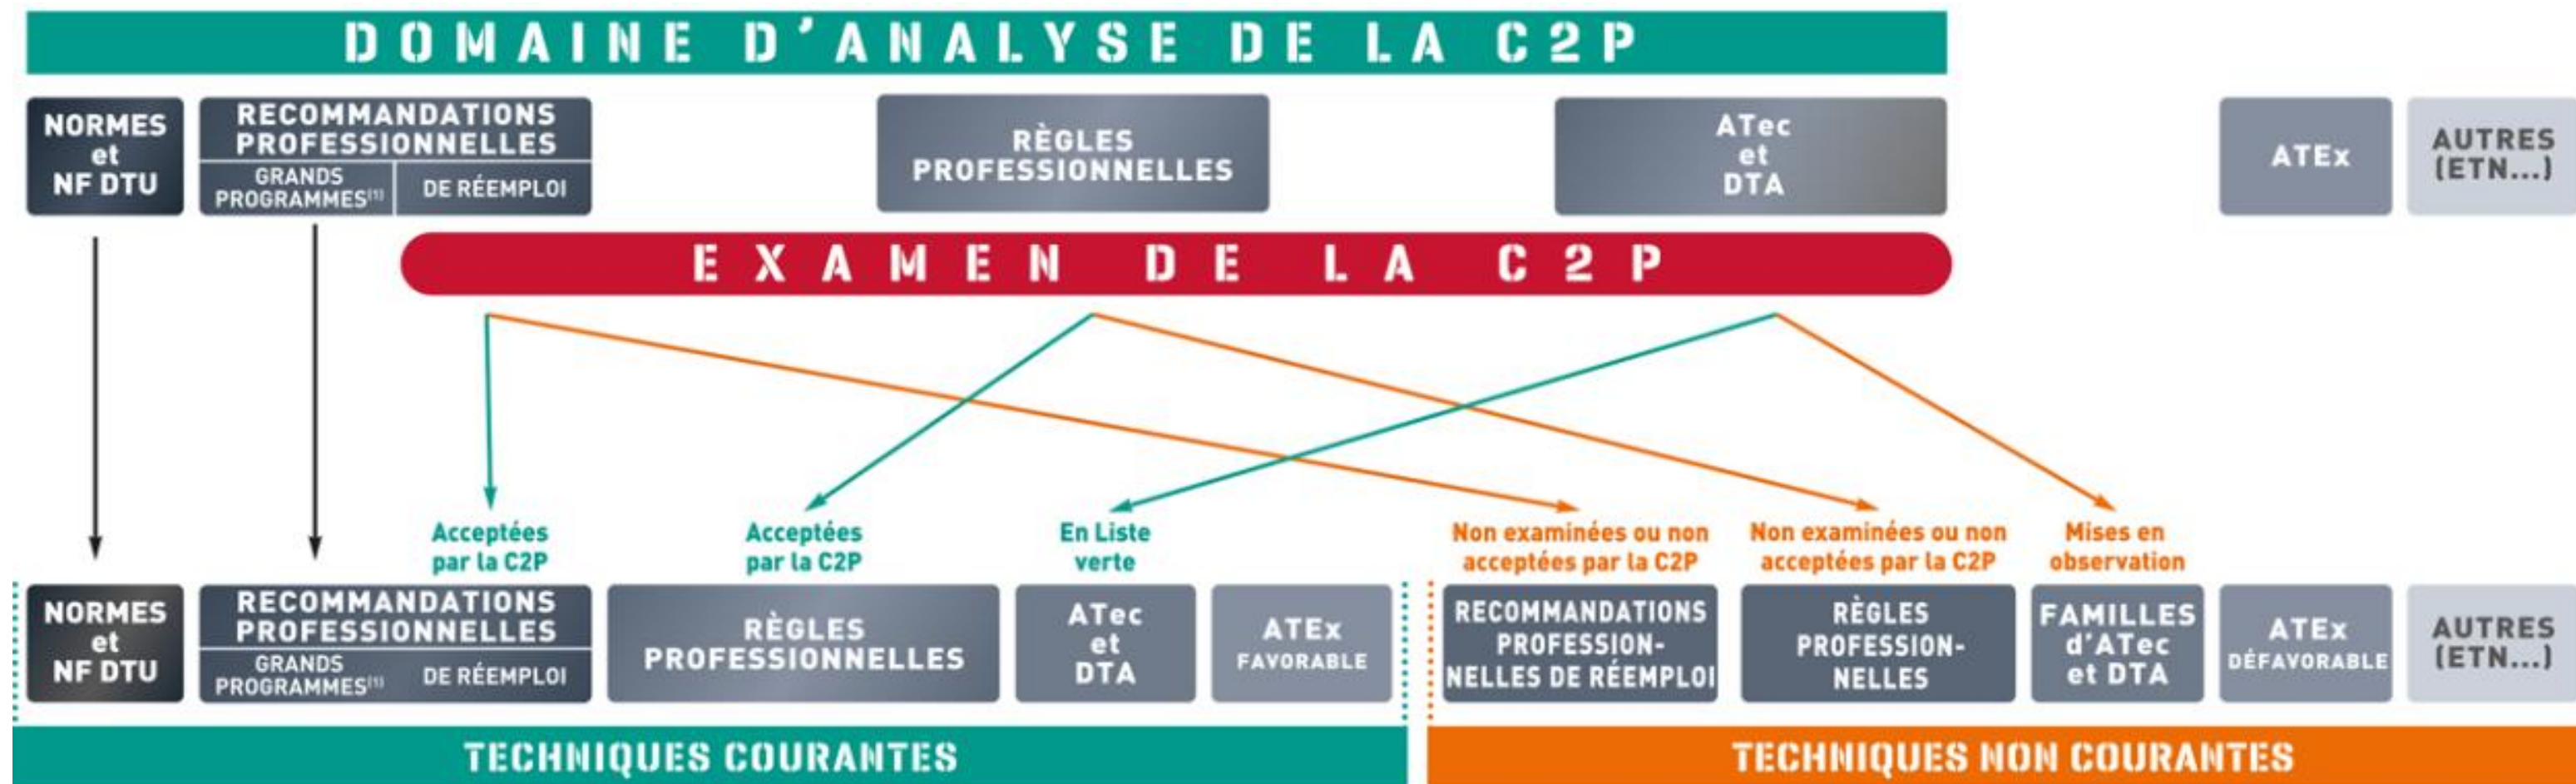 DOMAINE D'ANALYSE DE LA C2P
NORMES
et
NF DTU
RECOMMANDATIONS
PROFESSIONNELLES
GRANDS
PROGRAMMES(1)
DE RÉEMPLOI
RÈGLES
PROFESSIONNELLES
ATec
et
DTA
ATEx
AUTRES
(ETN...)
EXAMEN DE LA C2P
Acceptées
par la C2P
Acceptées
par la C2P
En Liste
verte
Non examinées ou non
acceptées par la C2P
Non examinées ou non
acceptées par la C2P
Mises en
observation
NORMES
et
NF DTU
RECOMMANDATIONS
PROFESSIONNELLES
GRANDS
PROGRAMMES(1)
DE RÉEMPLOI
RÈGLES
PROFESSIONNELLES
ATec
et
DTA
ATEx
FAVORABLE
RECOMMANDATIONS
PROFESSION-
NELLES DE RÉEMPLOI
RÈGLES
PROFESSION-
NELLES
FAMILLES
d'ATec
et DTA
ATEx
DÉFAVORABLE
AUTRES
(ETN...)
TECHNIQUES COURANTES
TECHNIQUES NON COURANTES